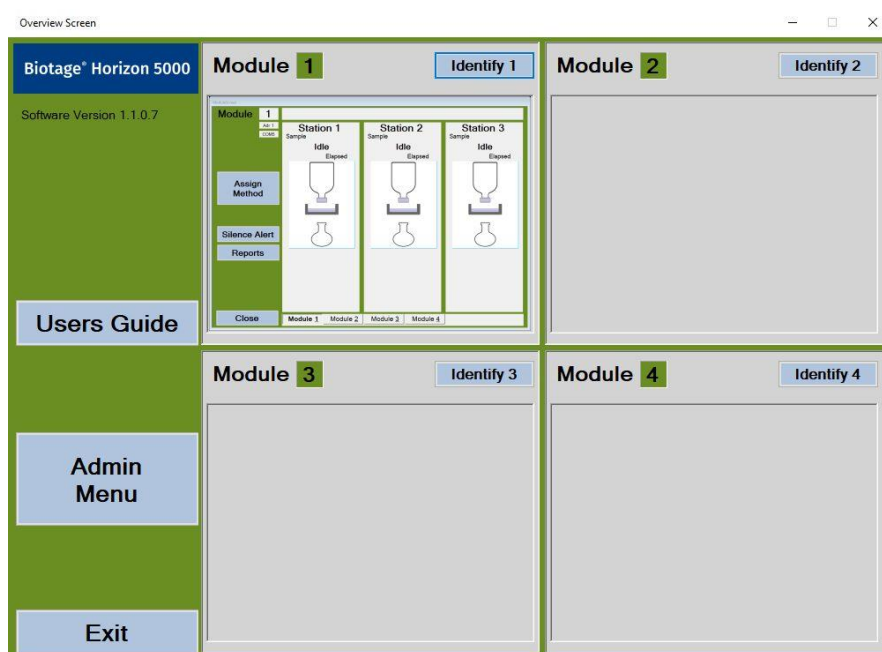 Overview Screen
Biotage® Horizon 5000
Software Version 1.1.0.7
Users Guide
Admin
Menu
Exit
Module 1
Identify 1
Module 1
COM5
Assign
Method
Silence Alert
Reports
Close
Station 1
Sample
Idle
Elapsed
Station 2
Sample
Idle
Elapsed
Station 3
Sample
Idle
Elapsed
Module 1 Module 2 Module 3 Module 4
Module 2
Identify 2
Module 3
Identify 3
Module 4
Identify 4